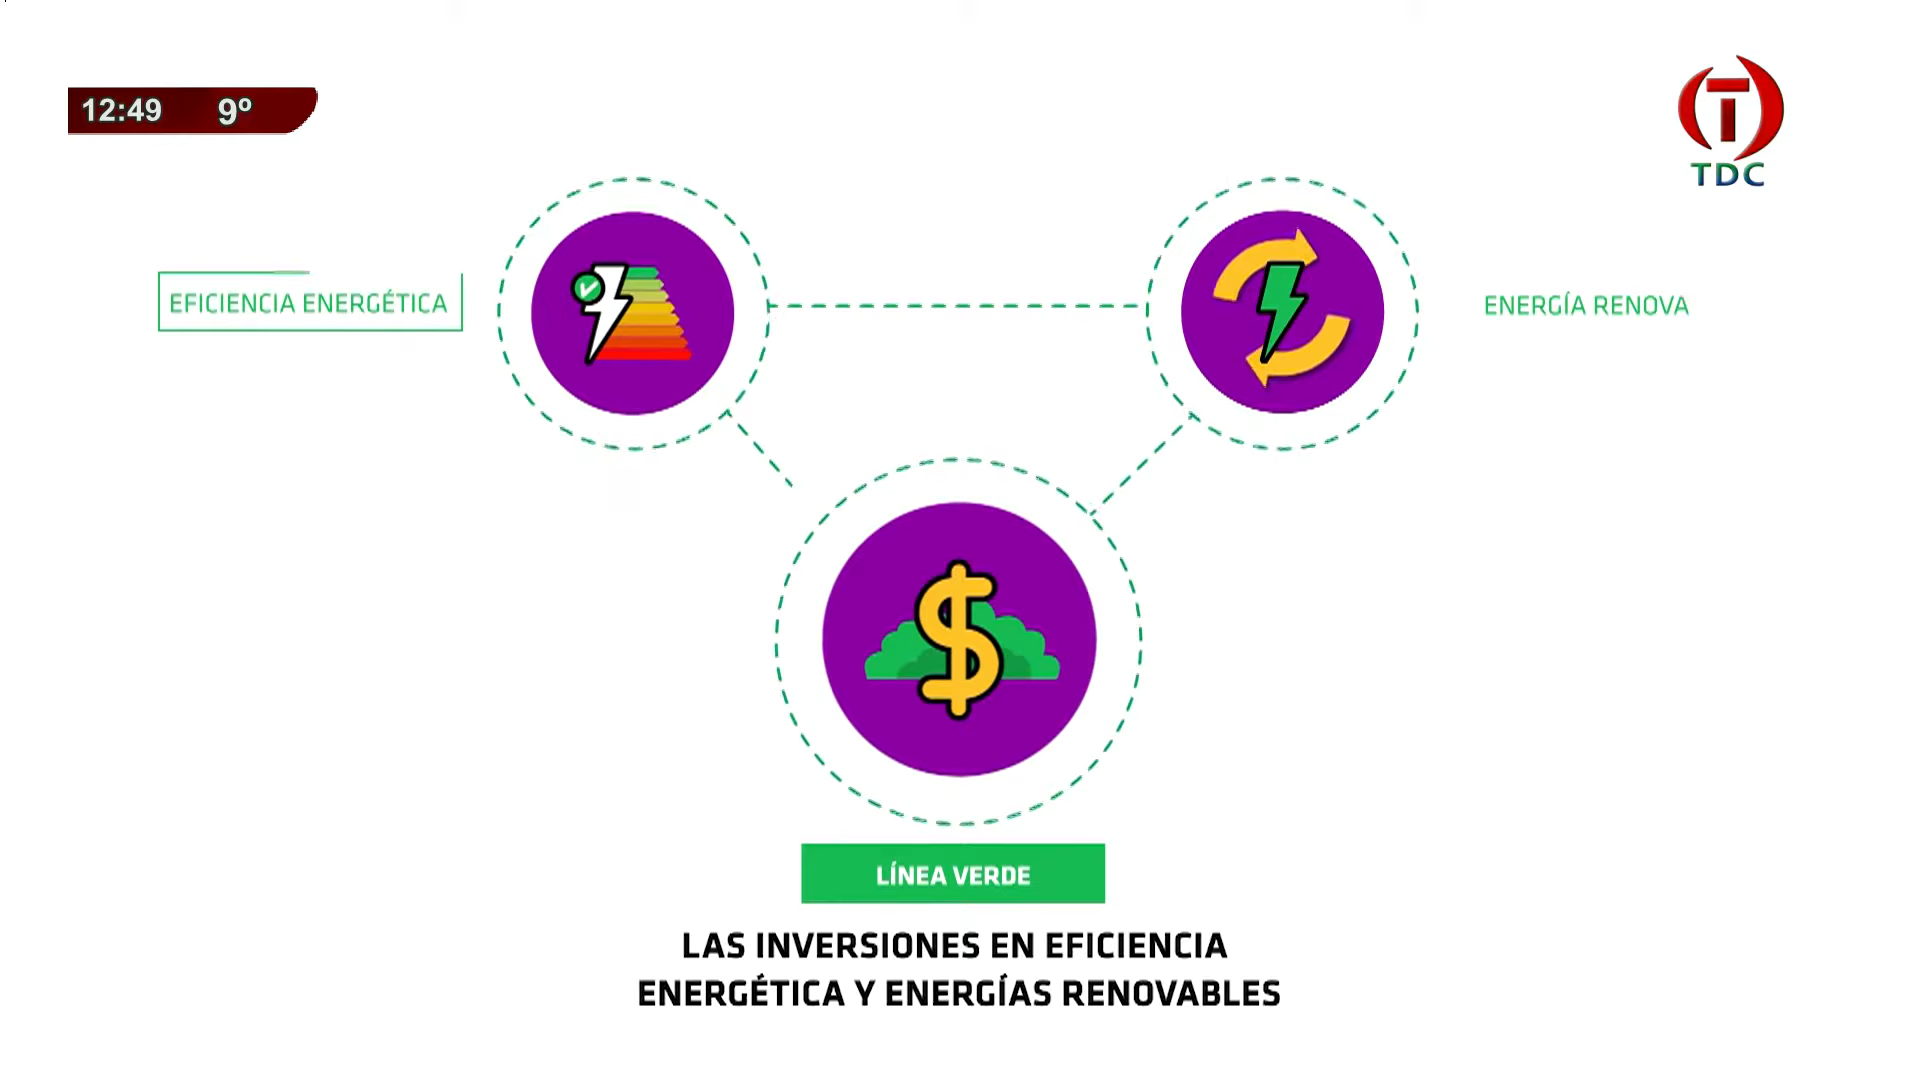 12:49 9º
T
TDC
EFICIENCIA ENERGÉTICA
ENERGÍA RENOVA
$
LÍNEA VERDE
LAS INVERSIONES EN EFICIENCIA
ENERGÉTICA Y ENERGÍAS RENOVABLES